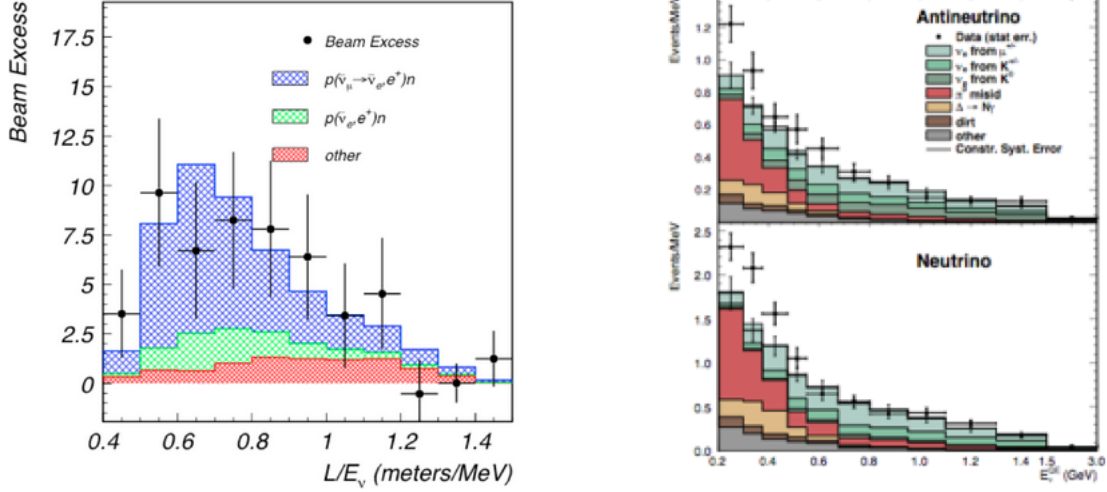 17.5
15
12.5
10
7.5
5
2.5
0
Beam Excess
Beam Excess
p(ν̄μ→ν̄e,e⁺)n
p(ν̄e,e⁺)n
other
0.4 0.6 0.8 1 1.2 1.4
L/Eν (meters/MeV)
Events/MeV
1.2
1.0
0.8
0.6
0.4
0.2
Antineutrino
Data (stat err.)
νe from μ⁺/⁻
νe from K⁺/⁻
νe from K⁰
π⁰ misid
Δ → Nγ
dirt
other
Constr. Syst. Error
Events/MeV
2.5
2.0
1.5
1.0
0.5
0.0
Neutrino
0.2 0.4 0.6 0.8 1.0 1.2 1.4 1.5 3.0
Eν^QE (GeV)